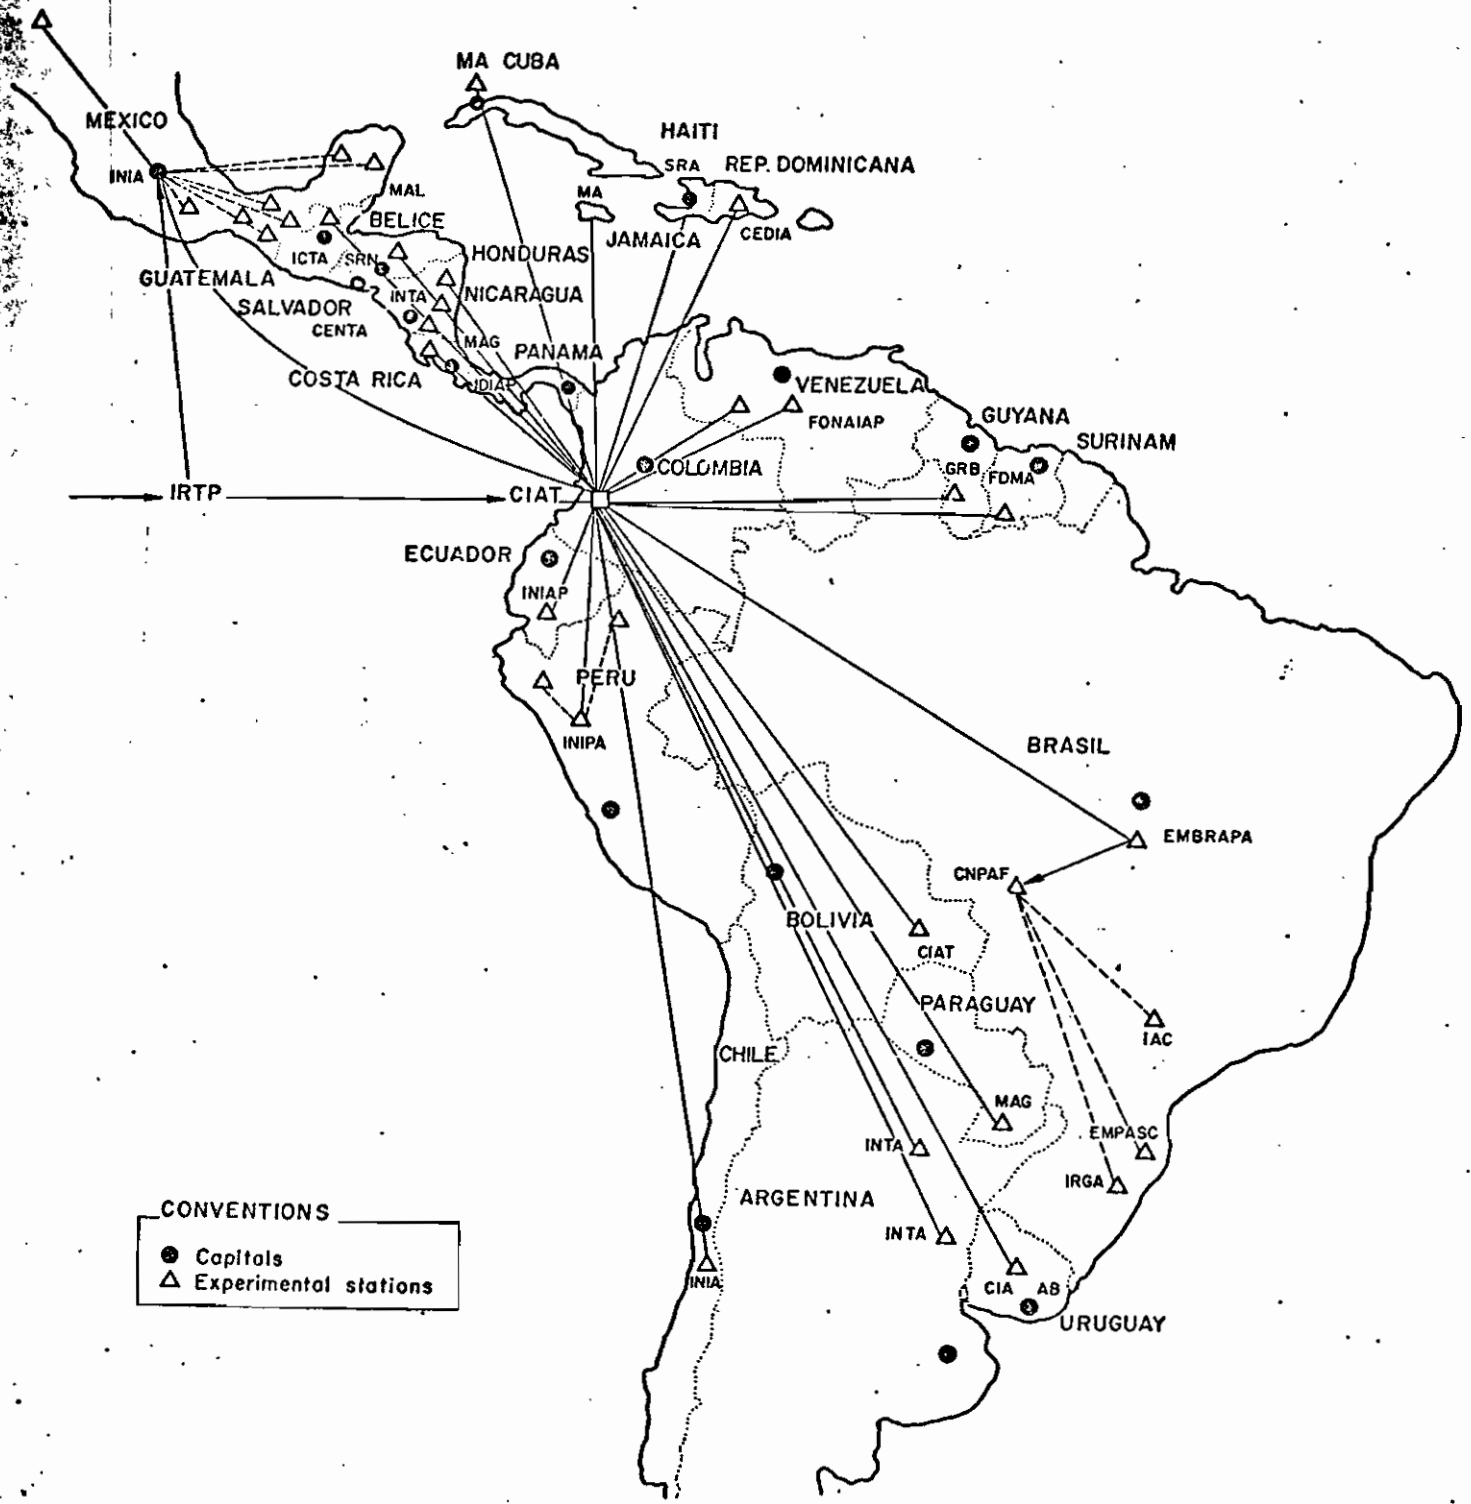 MA CUBA
MEXICO
HAITI
SRA
REP. DOMINICANA
INIA
MAL
MA
BELICE
JAMAICA
CEDIA
ICTA
SRN
HONDURAS
GUATEMALA
INTA
NICARAGUA
SALVADOR
CENTA
MAG
PANAMA
COSTA RICA
IDIAP
VENEZUELA
FONAIAP
GUYANA
SURINAM
COLOMBIA
GRB
FDMA
IRTP
CIAT
ECUADOR
INIAP
PERU
INIPA
BRASIL
EMBRAPA
CNPAF
BOLIVIA
CIAT
PARAGUAY
IAC
CHILE
MAG
EMPASC
INTA
IRGA
ARGENTINA
INTA
INIA
CIA AB
URUGUAY
CONVENTIONS
Capitals
Experimental stations